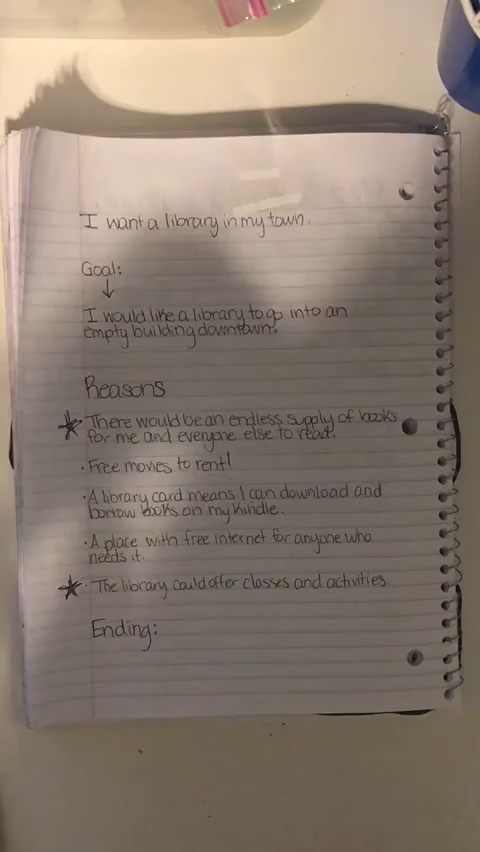 I want a library in my town.
Goal:
↓
I would like a library to go into an
empty building downtown.
Reasons
★ · There would be an endless supply of books
for me and everyone else to read.
· Free movies to rent!
· A library card means I can download and
borrow books on my Kindle.
· A place with free internet for anyone who
needs it.
★ · The library could offer classes and activities.
Ending: